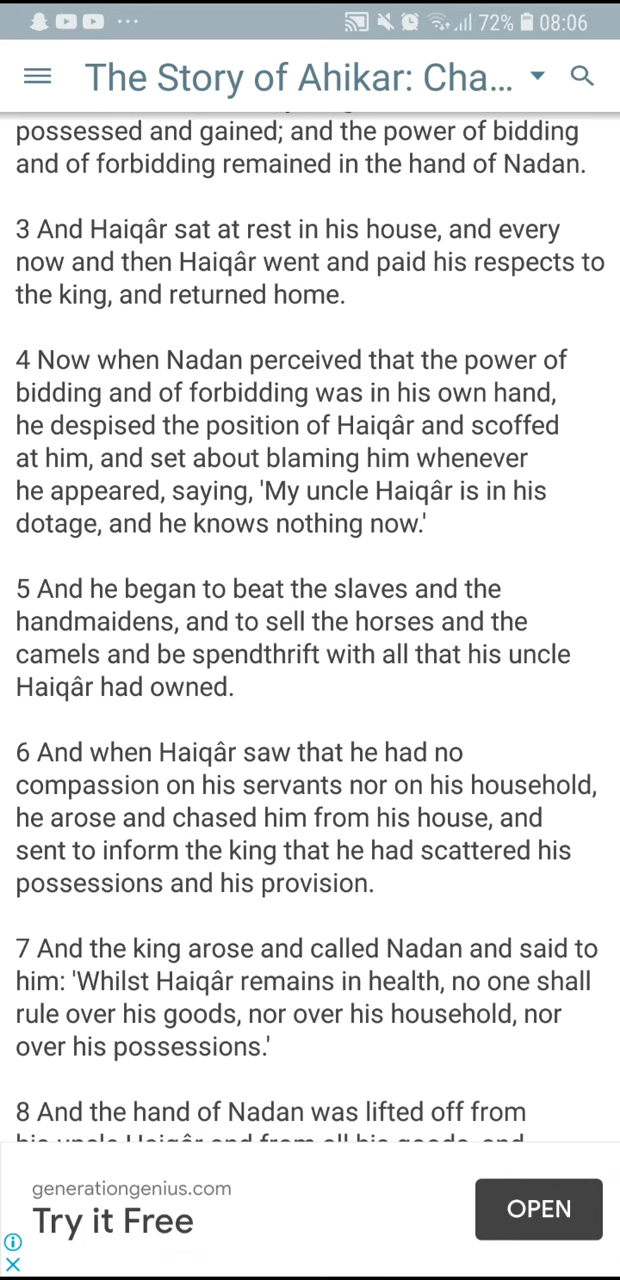 72% 08:06
The Story of Ahikar: Cha...
possessed and gained; and the power of bidding
and of forbidding remained in the hand of Nadan.
3 And Haiqâr sat at rest in his house, and every
now and then Haiqâr went and paid his respects to
the king, and returned home.
4 Now when Nadan perceived that the power of
bidding and of forbidding was in his own hand,
he despised the position of Haiqâr and scoffed
at him, and set about blaming him whenever
he appeared, saying, 'My uncle Haiqâr is in his
dotage, and he knows nothing now.'
5 And he began to beat the slaves and the
handmaidens, and to sell the horses and the
camels and be spendthrift with all that his uncle
Haiqâr had owned.
6 And when Haiqâr saw that he had no
compassion on his servants nor on his household,
he arose and chased him from his house, and
sent to inform the king that he had scattered his
possessions and his provision.
7 And the king arose and called Nadan and said to
him: 'Whilst Haiqâr remains in health, no one shall
rule over his goods, nor over his household, nor
over his possessions.'
8 And the hand of Nadan was lifted off from
his uncle Haiqâr and from all his goods, and
generationgenius.com
Try it Free
OPEN